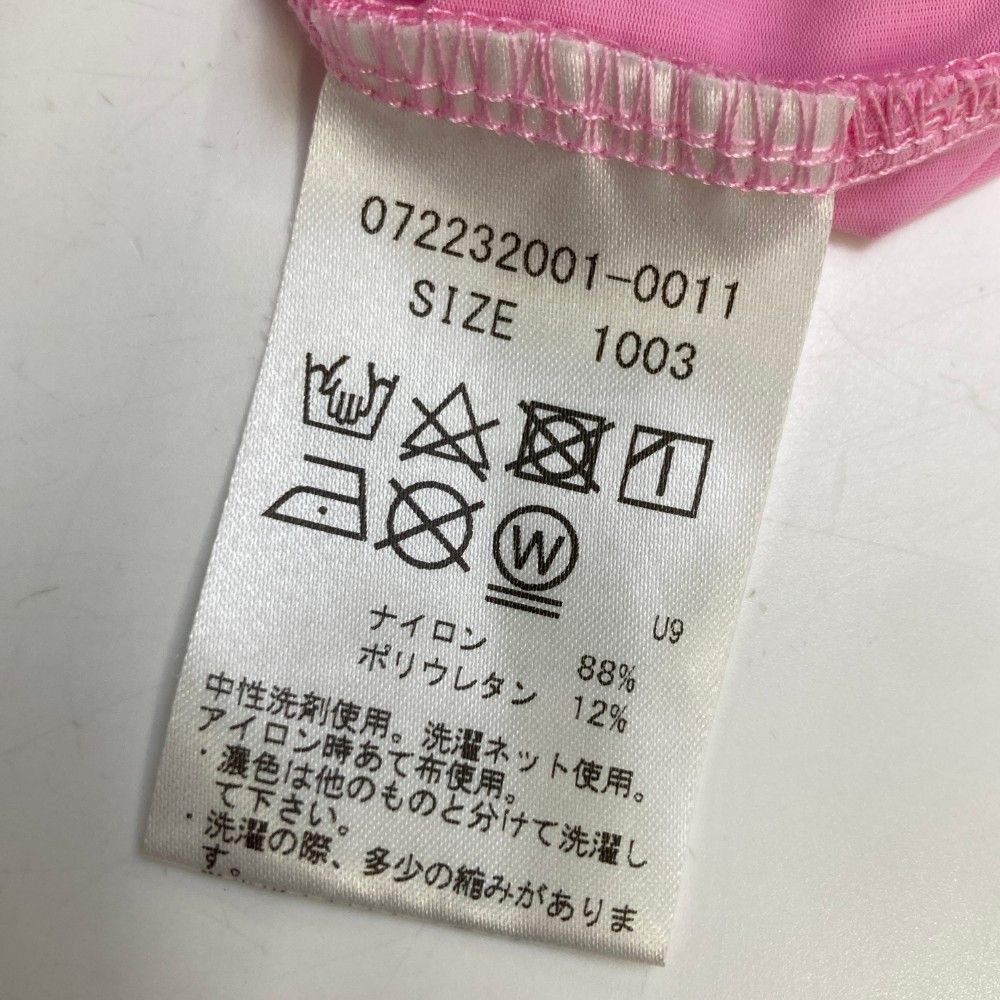 072232001-0011
SIZE 1003
W
U9
ナイロン 88%
ポリウレタン 12%
中性洗剤使用。洗濯ネット使用。
アイロン時あて布使用。
・濃色は他のものと分けて洗濯し
て下さい。
・洗濯の際、多少の縮みがありま
す。